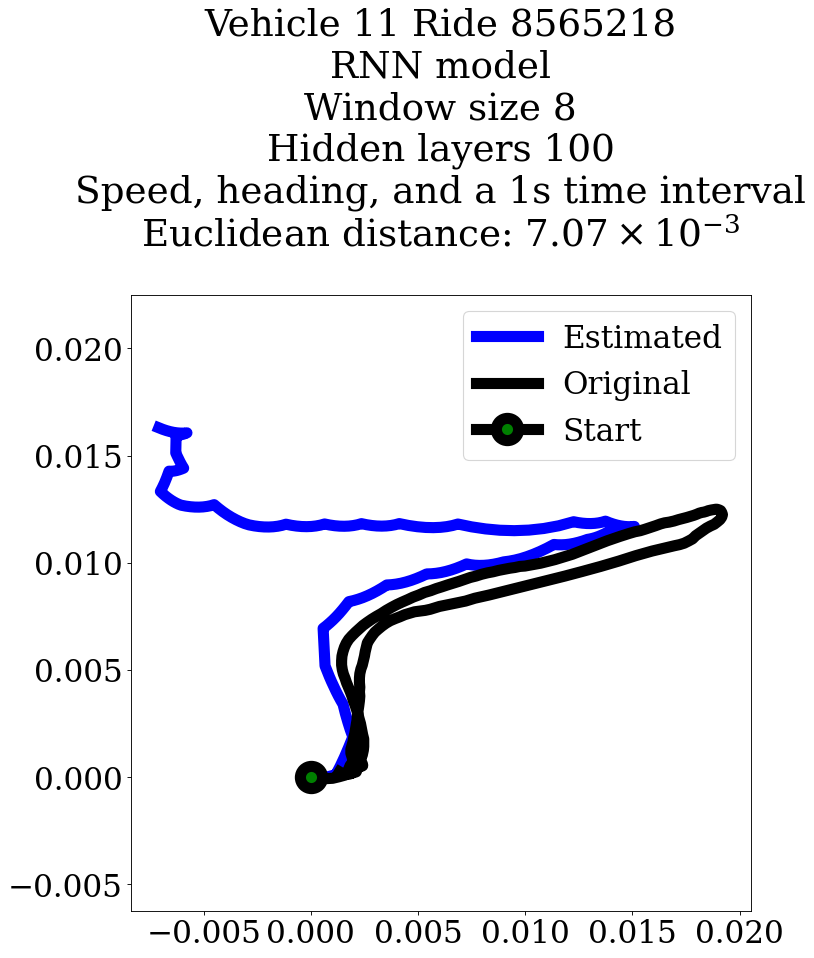 Vehicle 11 Ride 8565218
RNN model
Window size 8
Hidden layers 100
Speed, heading, and a 1s time interval
Euclidean distance: 7.07 × 10⁻³
Estimated
Original
Start
0.020
0.015
0.010
0.005
0.000
−0.005
−0.005 0.000 0.005 0.010 0.015 0.020